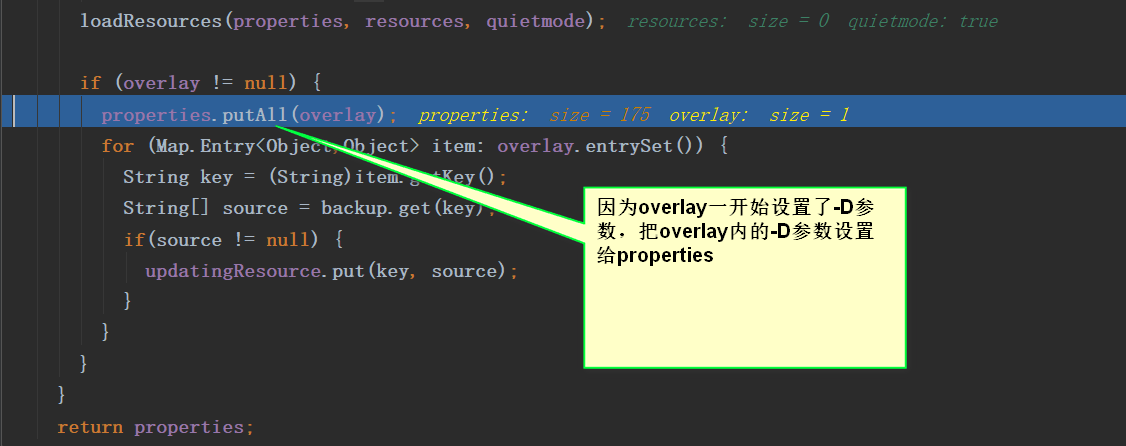 loadResources(properties, resources, quietmode); resources: size = 0 quietmode: true
if (overlay != null) {
properties.putAll(overlay); properties: size = 175 overlay: size = 1
for (Map.Entry<Object,Object> item: overlay.entrySet()) {
String key = (String)item.getKey();
String[] source = backup.get(key);
if(source != null) {
updatingResource.put(key, source);
}
}
}
}
return properties;
因为overlay一开始设置了-D参
数，把overlay内的-D参数设置
给properties